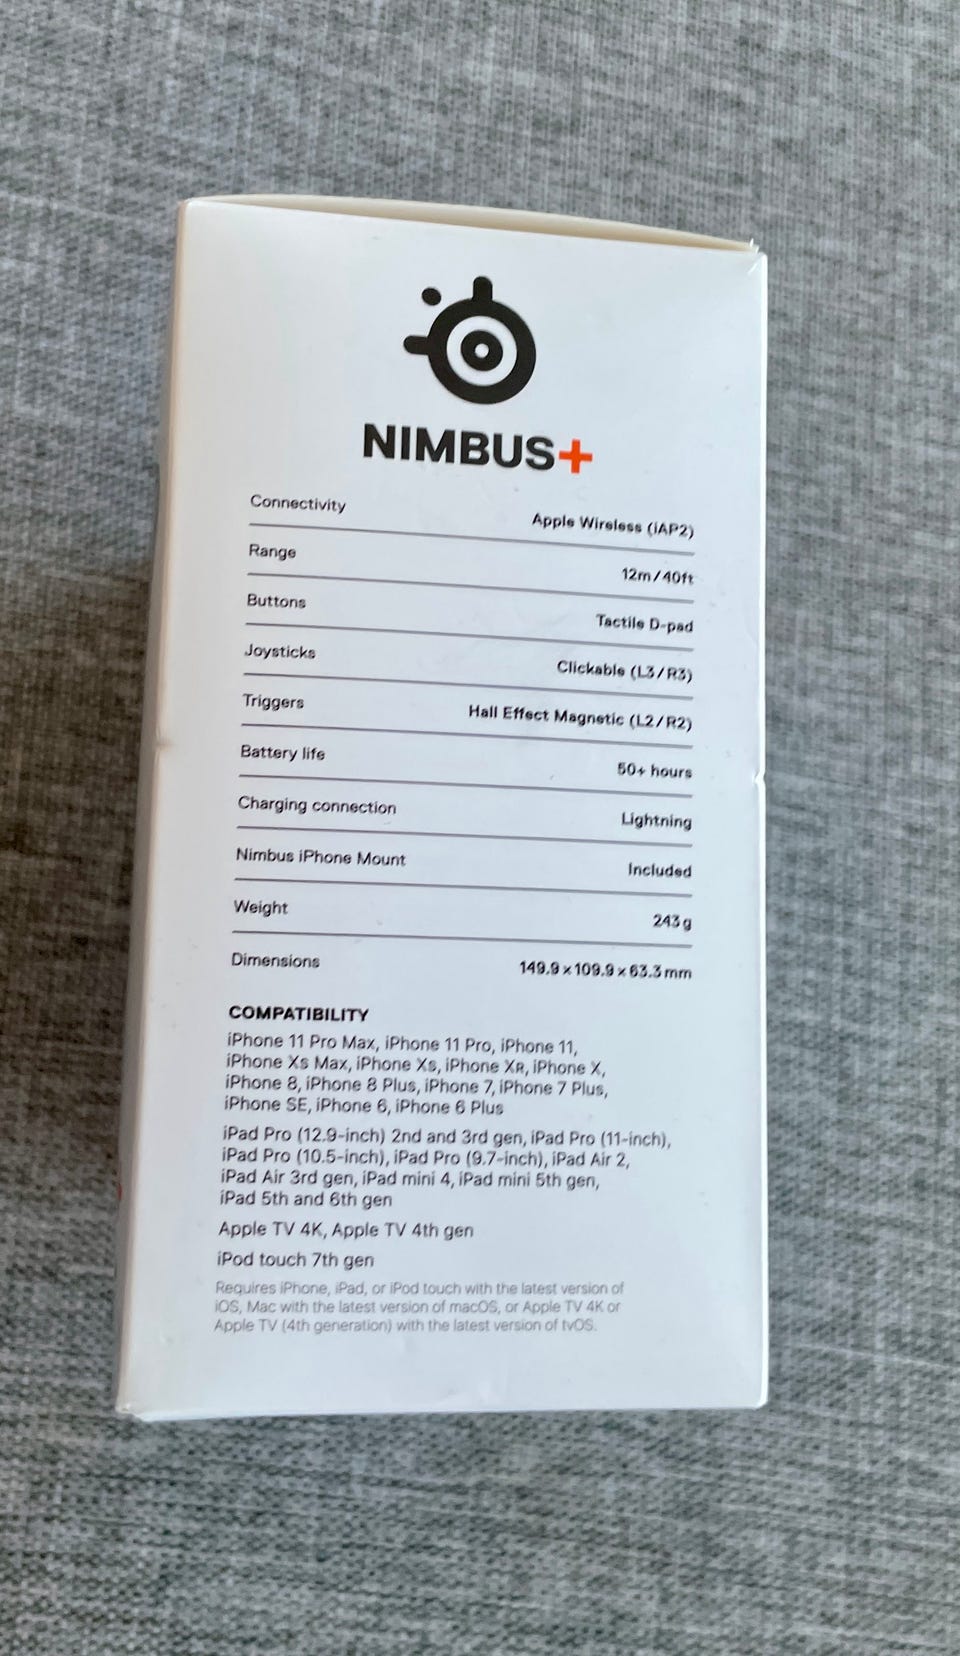 NIMBUS+
Connectivity Apple Wireless (iAP2)
Range 12m/40ft
Buttons Tactile D-pad
Joysticks Clickable (L3/R3)
Triggers Hall Effect Magnetic (L2/R2)
Battery life 50+ hours
Charging connection Lightning
Nimbus iPhone Mount Included
Weight 243 g
Dimensions 149.9 x 109.9 x 63.3 mm
COMPATIBILITY
iPhone 11 Pro Max, iPhone 11 Pro, iPhone 11,
iPhone Xs Max, iPhone Xs, iPhone XR, iPhone X,
iPhone 8, iPhone 8 Plus, iPhone 7, iPhone 7 Plus,
iPhone SE, iPhone 6, iPhone 6 Plus
iPad Pro (12.9-inch) 2nd and 3rd gen, iPad Pro (11-inch),
iPad Pro (10.5-inch), iPad Pro (9.7-inch), iPad Air 2,
iPad Air 3rd gen, iPad mini 4, iPad mini 5th gen,
iPad 5th and 6th gen
Apple TV 4K, Apple TV 4th gen
iPod touch 7th gen
Requires iPhone, iPad, or iPod touch with the latest version of
iOS, Mac with the latest version of macOS, or Apple TV 4K or
Apple TV (4th generation) with the latest version of tvOS.